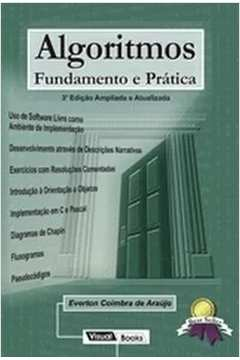 Algoritmos
Fundamento e Prática
3ª Edição Ampliada e Atualizada
Uso de Software Livre como
Ambiente de Implementação
Desenvolvimento através de Descrições Narrativas
Exercícios com Resoluções Comentadas
Introdução à Orientação a Objetos
Implementação em C e Pascal
Diagramas de Chapin
Fluxogramas
Pseudocódigos
Everton Coimbra de Araújo
Visual
Books
Best Seller